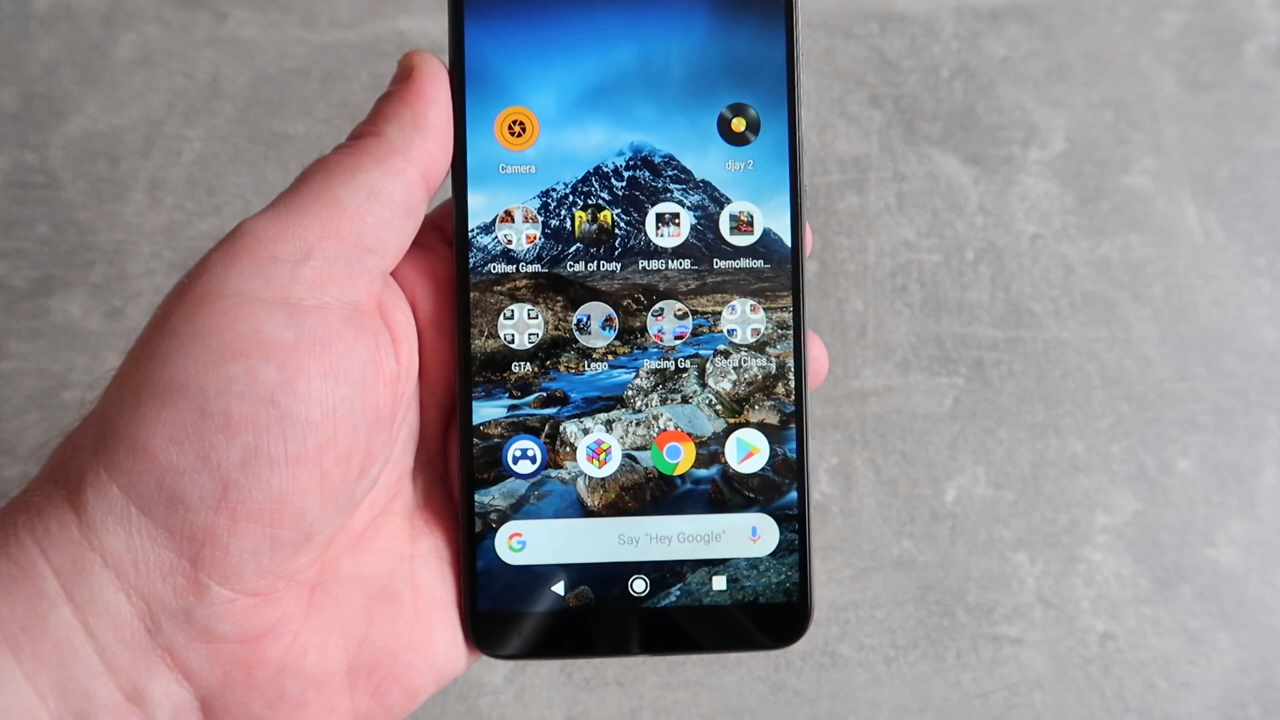 Camera
djay 2
Other Gam...
Call of Duty
PUBG MOB...
Demolition...
GTA
Lego
Racing Ga...
Sega Class...
G
Say "Hey Google"